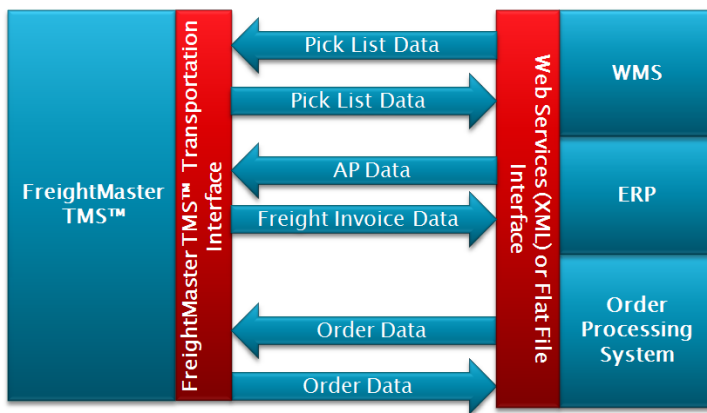 FreightMaster
TMS™
FreightMaster TMS™ Transportation
Interface
Pick List Data
Pick List Data
AP Data
Freight Invoice Data
Order Data
Order Data
Web Services (XML) or Flat File
Interface
WMS
ERP
Order
Processing
System